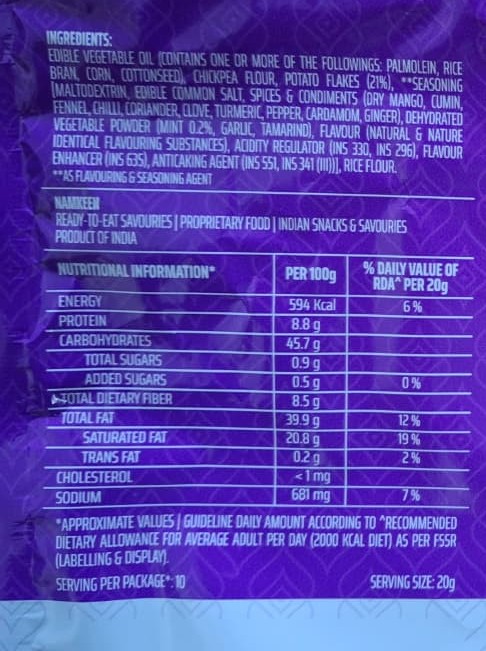 INGREDIENTS:
EDIBLE VEGETABLE OIL (CONTAINS ONE OR MORE OF THE FOLLOWINGS: PALMOLEIN, RICE
BRAN, CORN, COTTONSEED), CHICKPEA FLOUR, POTATO FLAKES (21%), **SEASONING
[MALTODEXTRIN, EDIBLE COMMON SALT, SPICES & CONDIMENTS (DRY MANGO, CUMIN,
FENNEL, CHILLI, CORIANDER, CLOVE, TURMERIC, PEPPER, CARDAMOM, GINGER), DEHYDRATED
VEGETABLE POWDER (MINT 0.2%, GARLIC, TAMARIND), FLAVOUR (NATURAL & NATURE
IDENTICAL FLAVOURING SUBSTANCES), ACIDITY REGULATOR (INS 330, INS 296), FLAVOUR
ENHANCER (INS 635), ANTICAKING AGENT (INS 551, INS 341 (III))], RICE FLOUR.
**AS FLAVOURING & SEASONING AGENT
NAMKEEN
READY-TO-EAT SAVOURIES | PROPRIETARY FOOD | INDIAN SNACKS & SAVOURIES
PRODUCT OF INDIA
NUTRITIONAL INFORMATION* PER 100g % DAILY VALUE OF
RDA^ PER 20g
ENERGY 594 Kcal 6%
PROTEIN 8.8 g
CARBOHYDRATES 45.7 g
TOTAL SUGARS 0.9 g
ADDED SUGARS 0.5 g 0%
TOTAL DIETARY FIBER 8.5 g
TOTAL FAT 39.9 g 12%
SATURATED FAT 20.8 g 19%
TRANS FAT 0.2 g 2%
CHOLESTEROL <1 mg
SODIUM 681 mg 7%
*APPROXIMATE VALUES | GUIDELINE DAILY AMOUNT ACCORDING TO ^RECOMMENDED
DIETARY ALLOWANCE FOR AVERAGE ADULT PER DAY (2000 KCAL DIET) AS PER FSSR
(LABELLING & DISPLAY).
SERVING PER PACKAGE*: 10 SERVING SIZE: 20g